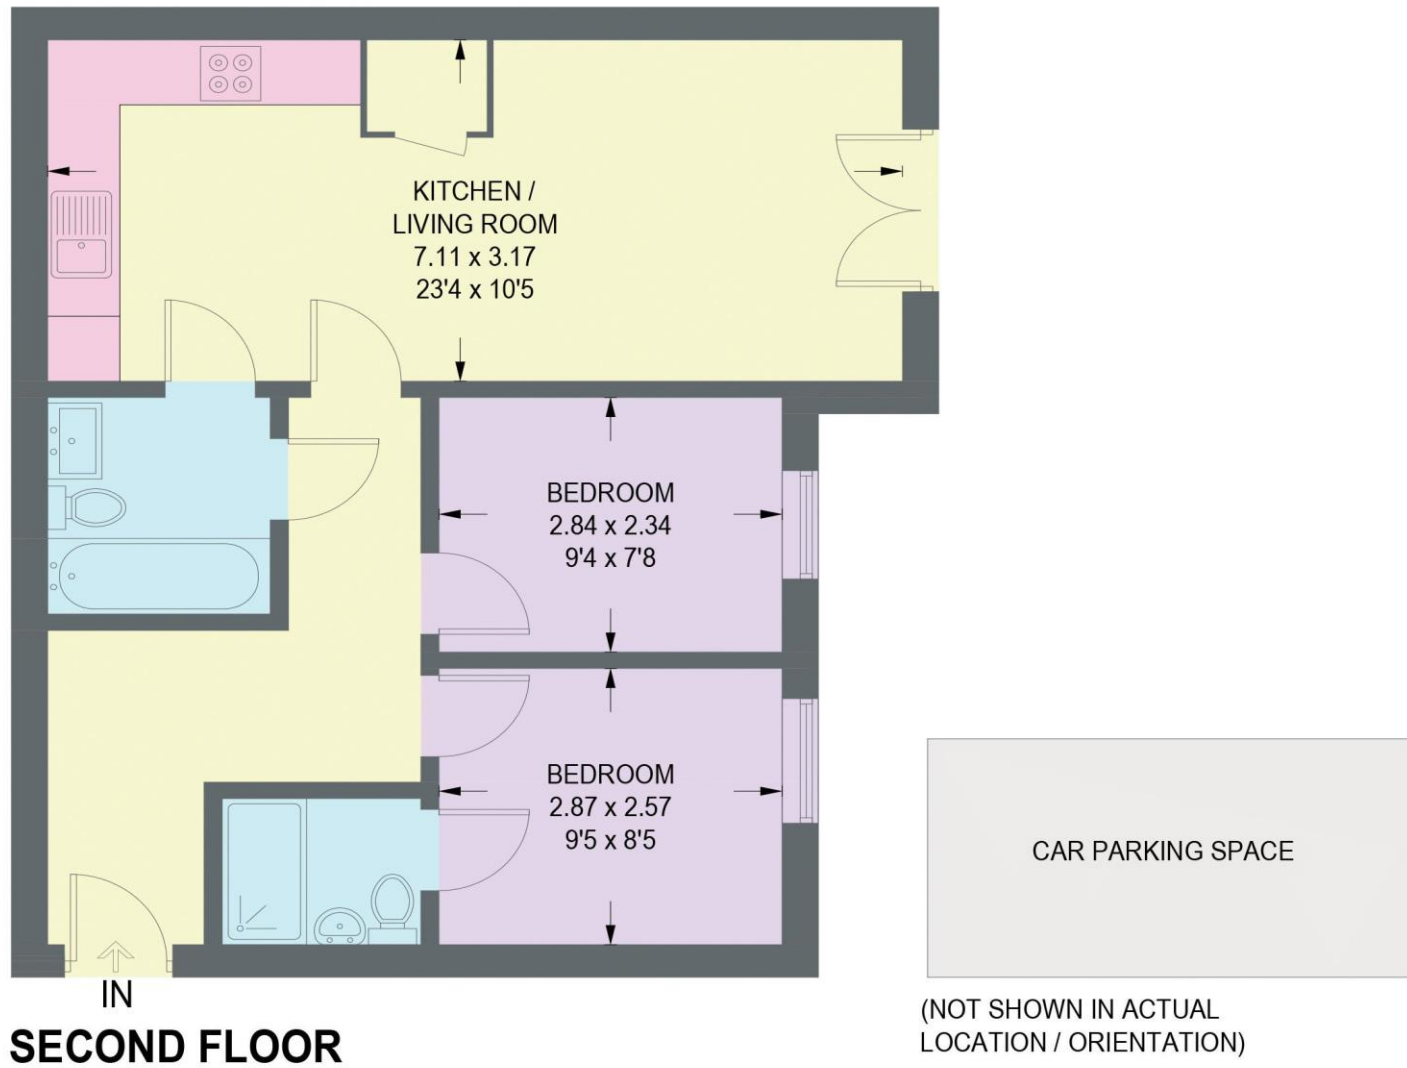 KITCHEN /
LIVING ROOM
7.11 x 3.17
23'4 x 10'5
BEDROOM
2.84 x 2.34
9'4 x 7'8
BEDROOM
2.87 x 2.57
9'5 x 8'5
CAR PARKING SPACE
IN
SECOND FLOOR
(NOT SHOWN IN ACTUAL
LOCATION / ORIENTATION)